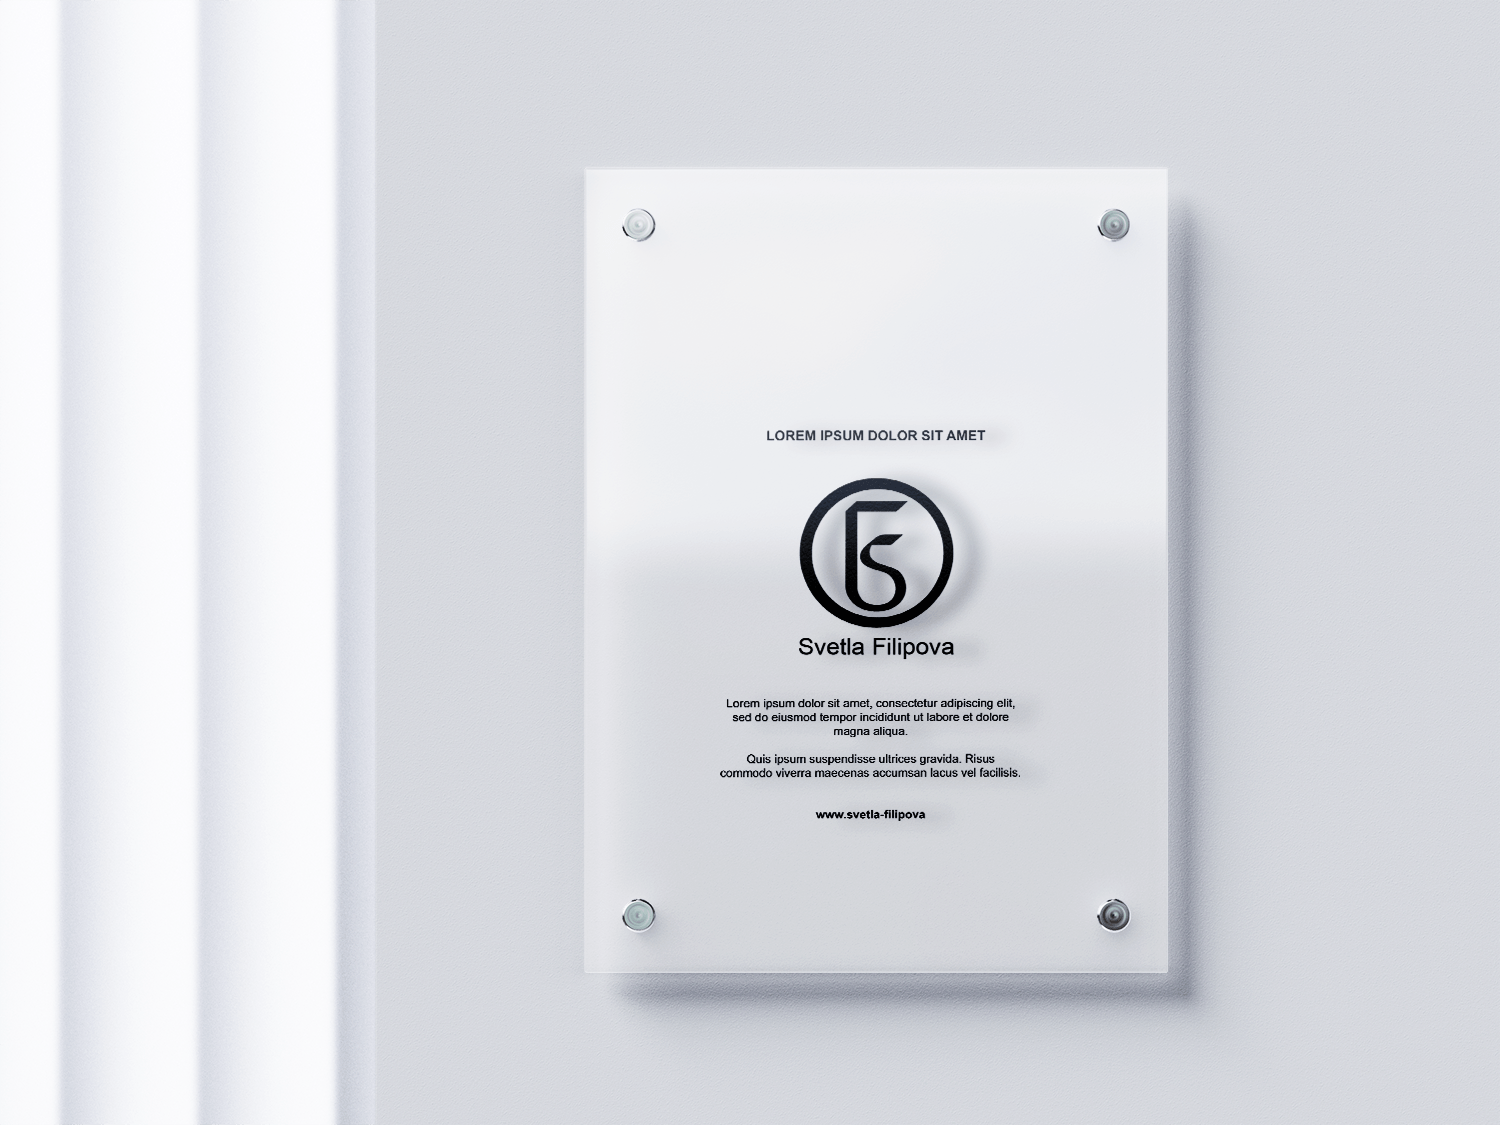 LOREM IPSUM DOLOR SIT AMET
FS
Svetla Filipova
Lorem ipsum dolor sit amet, consectetur adipiscing elit,
sed do eiusmod tempor incididunt ut labore et dolore
magna aliqua.
Quis ipsum suspendisse ultrices gravida. Risus
commodo viverra maecenas accumsan lacus vel facilisis.
www.svetla-filipova